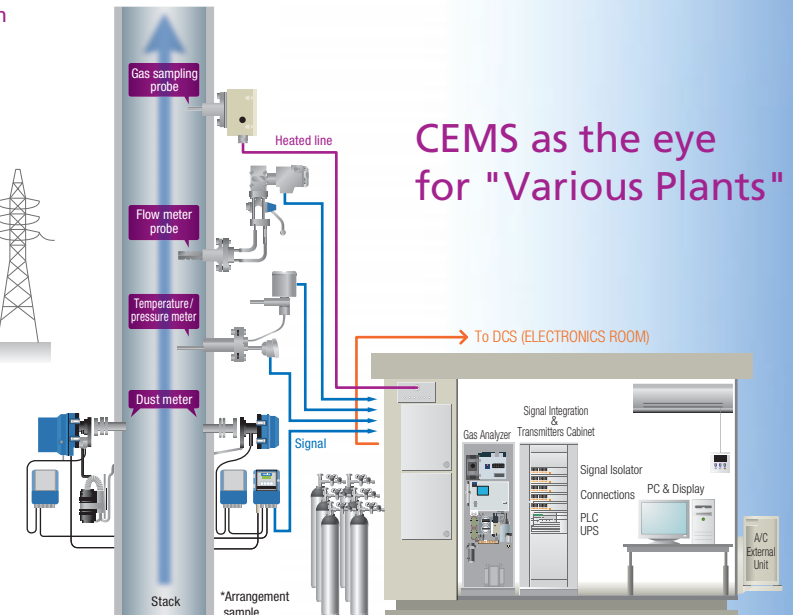 n
Gas sampling
probe
Heated line
CEMS as the eye
for "Various Plants"
Flow meter
probe
Temperature/
pressure meter
To DCS (ELECTRONICS ROOM)
Dust meter
Signal
Gas Analyzer
Signal Integration
&
Transmitters Cabinet
Signal Isolator
Connections
PLC
UPS
PC & Display
A/C
External
Unit
Stack
*Arrangement
sample